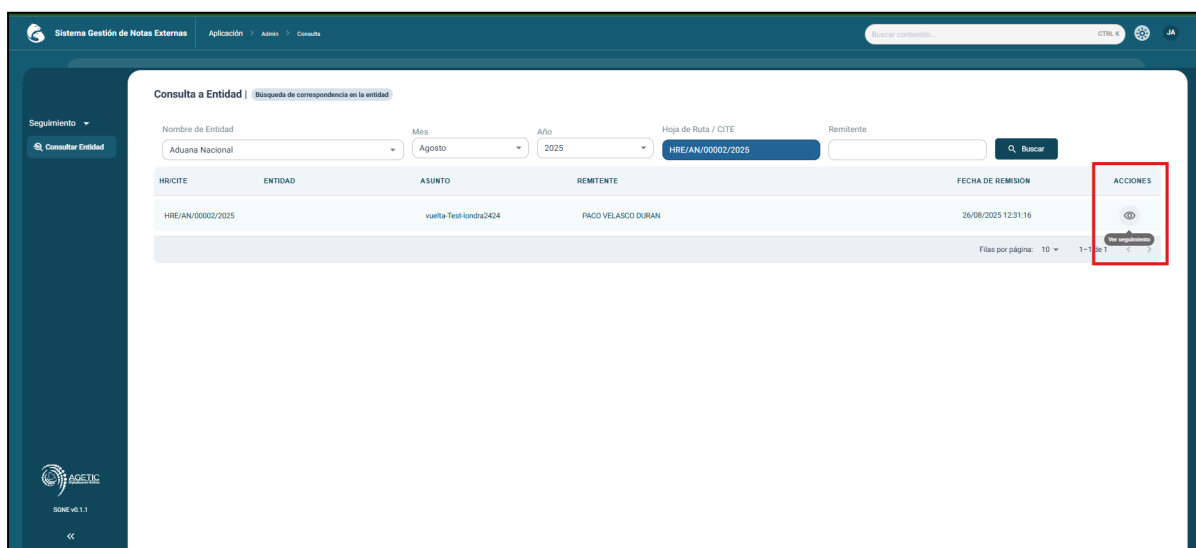 Sistema Gestión de Notas Externas
Aplicación > Admin > Consulta
Buscar contenido...
CTRL K
JA
Seguimiento
Consultar Entidad
Consulta a Entidad | Búsqueda de correspondencia en la entidad
Nombre de Entidad
Mes
Año
Hoja de Ruta / CITE
Remitente
Aduana Nacional
Agosto
2025
HRE/AN/00002/2025
Buscar
HR/CITE ENTIDAD ASUNTO REMITENTE FECHA DE REMISIÓN ACCIONES
HRE/AN/00002/2025 vuelta-Test-londra2424 PACO VELASCO DURAN 26/08/2025 12:31:16
Ver seguimiento
Filas por página: 10 1–1 de 1
AGETIC
SGNE v0.1.1